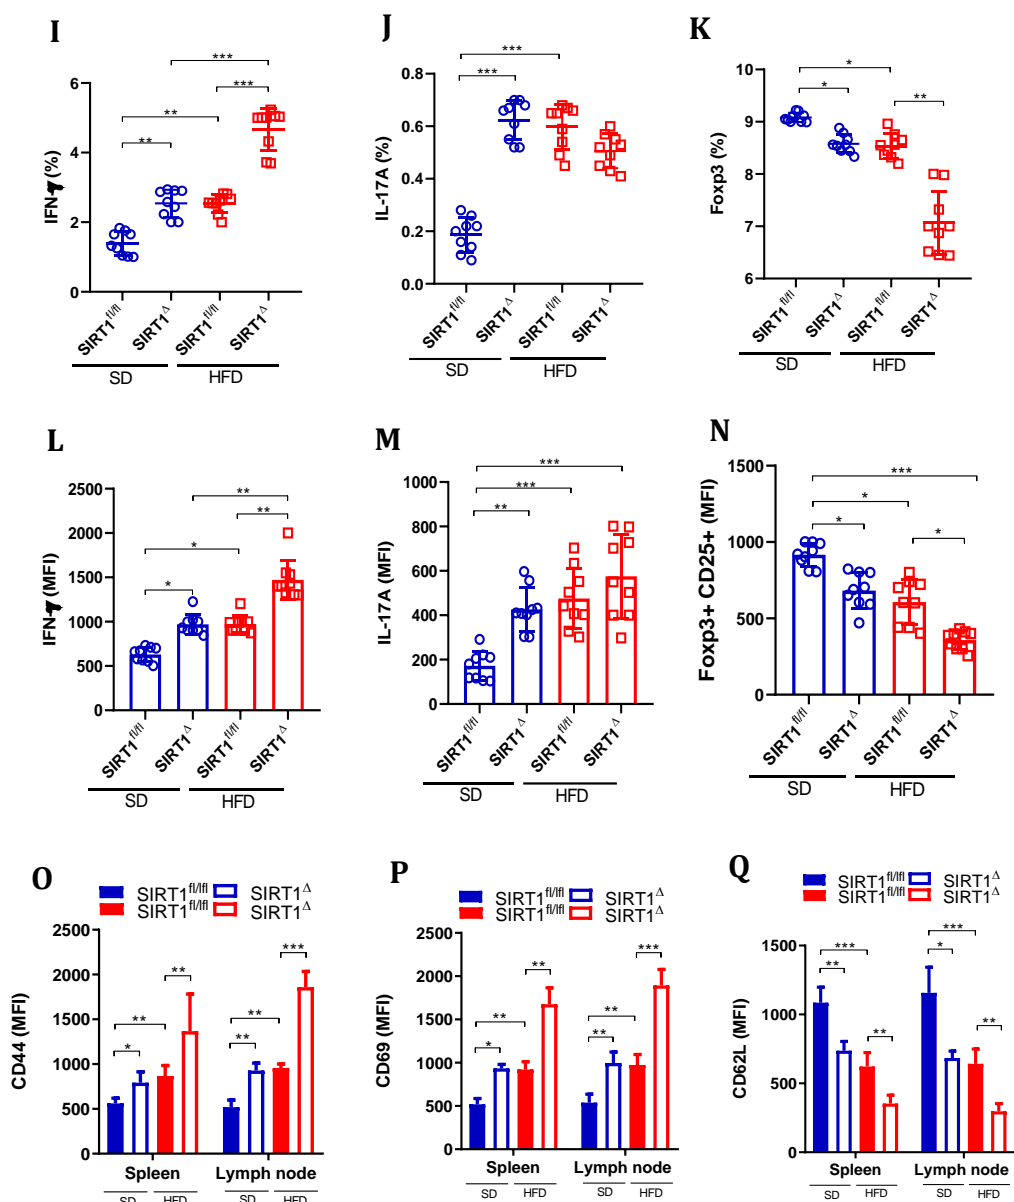 I
***
***
**
**
6
4
2
0
IFN-γ (%)
SIRT1fl/fl
SIRT1Δ
SIRT1fl/fl
SIRT1Δ
SD
HFD
J
***
***
0.8
0.6
0.4
0.2
0.0
IL-17A (%)
SIRT1fl/fl
SIRT1Δ
SIRT1fl/fl
SIRT1Δ
SD
HFD
K
*
*
**
10
9
8
7
6
Foxp3 (%)
SIRT1fl/fl
SIRT1Δ
SIRT1fl/fl
SIRT1Δ
SD
HFD
L
**
**
*
*
2500
2000
1500
1000
500
0
IFN-γ (MFI)
SIRT1fl/fl
SIRT1Δ
SIRT1fl/fl
SIRT1Δ
SD
HFD
M
***
***
**
1000
800
600
400
200
0
IL-17A (MFI)
SIRT1fl/fl
SIRT1Δ
SIRT1fl/fl
SIRT1Δ
SD
HFD
N
***
*
*
*
1500
1000
500
0
Foxp3+ CD25+ (MFI)
SIRT1fl/fl
SIRT1Δ
SIRT1fl/fl
SIRT1Δ
SD
HFD
O
SIRT1fl/lfl SIRT1Δ
SIRT1fl/lfl SIRT1Δ
2500
2000
1500
1000
500
0
CD44 (MFI)
*
**
**
**
**
***
Spleen Lymph node
SD HFD SD HFD
P
SIRT1fl/lfl SIRT1Δ
SIRT1fl/lfl SIRT1Δ
2500
2000
1500
1000
500
0
CD69 (MFI)
*
**
**
**
**
***
Spleen Lymph node
SD HFD SD HFD
Q
SIRT1fl/lfl SIRT1Δ
SIRT1fl/lfl SIRT1Δ
1500
1000
500
0
CD62L (MFI)
***
**
**
***
*
**
Spleen Lymph node
SD HFD SD HFD